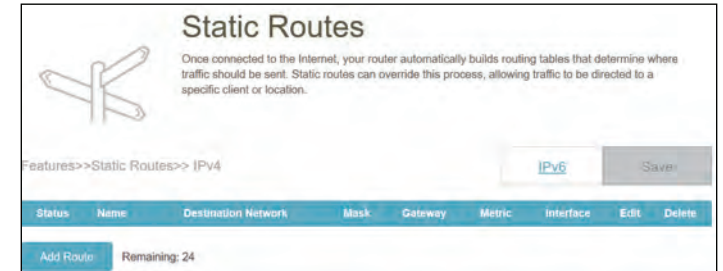 Static Routes
Once connected to the Internet, your router automatically builds routing tables that determine where
traffic should be sent. Static routes can override this process, allowing traffic to be directed to a
specific client or location.
Features>>Static Routes>> IPv4
IPv6
Save
Status Name Destination Network Mask Gateway Metric Interface Edit Delete
Add Route Remaining: 24